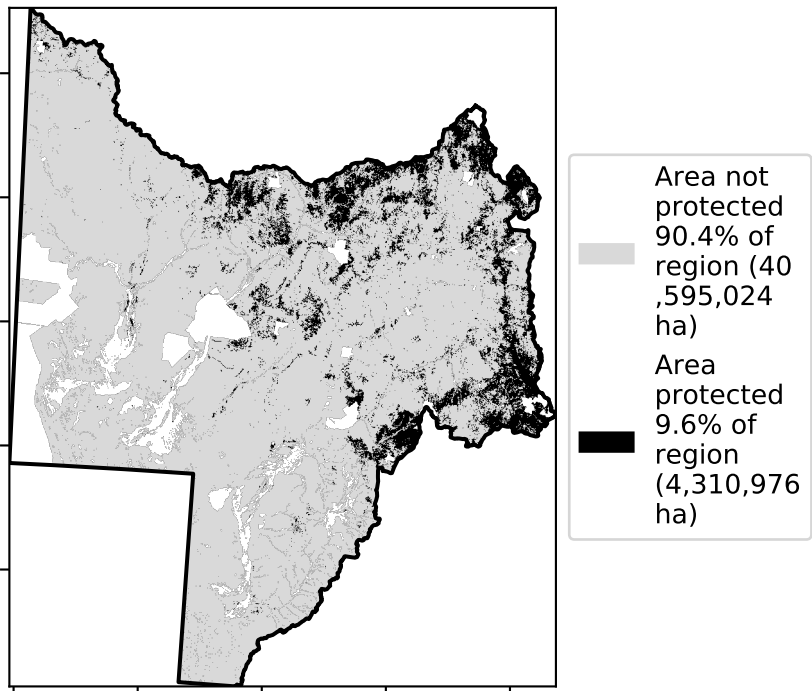 Area not
protected
90.4% of
region (40
,595,024
ha)
Area
protected
9.6% of
region
(4,310,976
ha)